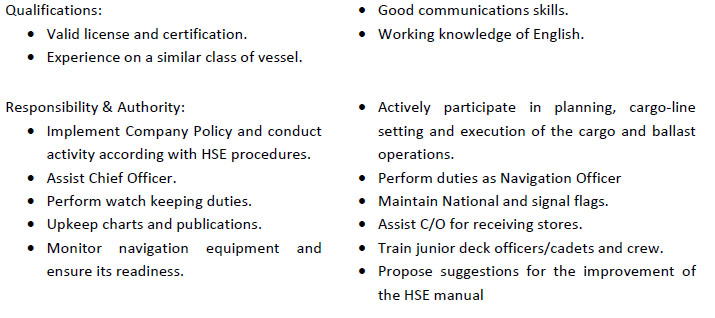 Qualifications:
• Valid license and certification.
• Experience on a similar class of vessel.
• Good communications skills.
• Working knowledge of English.
Responsibility & Authority:
• Implement Company Policy and conduct
activity according with HSE procedures.
• Assist Chief Officer.
• Perform watch keeping duties.
• Upkeep charts and publications.
• Monitor navigation equipment and
ensure its readiness.
• Actively participate in planning, cargo-line
setting and execution of the cargo and ballast
operations.
• Perform duties as Navigation Officer
• Maintain National and signal flags.
• Assist C/O for receiving stores.
• Train junior deck officers/cadets and crew.
• Propose suggestions for the improvement of
the HSE manual